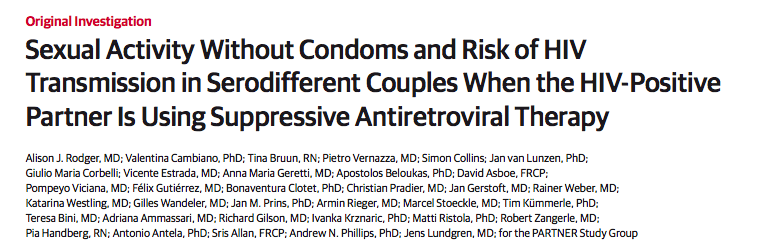 Original Investigation
Sexual Activity Without Condoms and Risk of HIV
Transmission in Serodifferent Couples When the HIV-Positive
Partner Is Using Suppressive Antiretroviral Therapy
Alison J. Rodger, MD; Valentina Cambiano, PhD; Tina Bruun, RN; Pietro Vernazza, MD; Simon Collins; Jan van Lunzen, PhD;
Giulio Maria Corbelli; Vicente Estrada, MD; Anna Maria Geretti, MD; Apostolos Beloukas, PhD; David Asboe, FRCP;
Pompeyo Viciana, MD; Félix Gutiérrez, MD; Bonaventura Clotet, PhD; Christian Pradier, MD; Jan Gerstoft, MD; Rainer Weber, MD;
Katarina Westling, MD; Gilles Wandeler, MD; Jan M. Prins, PhD; Armin Rieger, MD; Marcel Stoeckle, MD; Tim Kümmerle, PhD;
Teresa Bini, MD; Adriana Ammassari, MD; Richard Gilson, MD; Ivanka Krznaric, PhD; Matti Ristola, PhD; Robert Zangerle, MD;
Pia Handberg, RN; Antonio Antela, PhD; Sris Allan, FRCP; Andrew N. Phillips, PhD; Jens Lundgren, MD; for the PARTNER Study Group